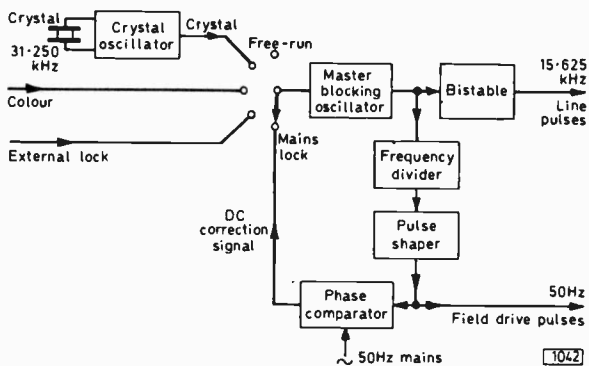 Crystal
31·250
kHz
Crystal
oscillator
Crystal
Free-run
Colour
External lock
Mains
lock
Master
blocking
oscillator
Bistable
15·625
kHz
Line
pulses
Frequency
divider
Pulse
shaper
DC
correction
signal
Phase
comparator
50Hz
Field drive pulses
50Hz mains
1042